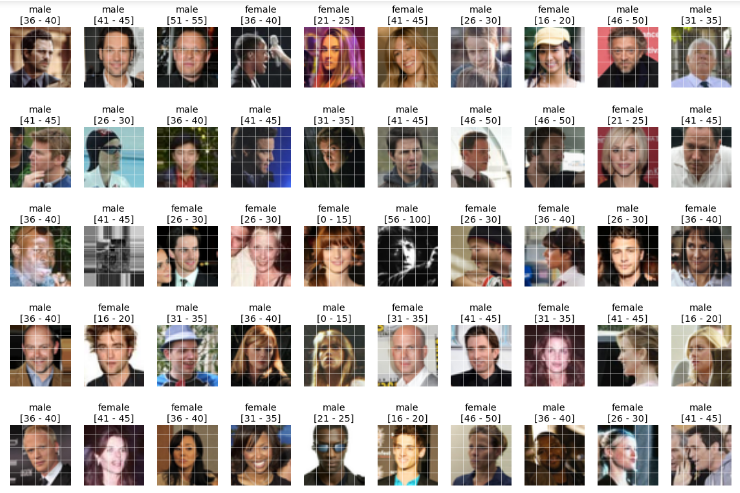 male male male female female female male female male male
[36 - 40] [41 - 45] [51 - 55] [36 - 40] [21 - 25] [41 - 45] [26 - 30] [16 - 20] [46 - 50] [31 - 35]
male male male male male male male male female male
[41 - 45] [26 - 30] [36 - 40] [41 - 45] [31 - 35] [41 - 45] [46 - 50] [46 - 50] [21 - 25] [41 - 45]
male male female female female male female female male female
[36 - 40] [41 - 45] [26 - 30] [26 - 30] [0 - 15] [56 - 100] [26 - 30] [36 - 40] [26 - 30] [36 - 40]
male female female male male female male female female male
[36 - 40] [16 - 20] [31 - 35] [36 - 40] [0 - 15] [31 - 35] [41 - 45] [31 - 35] [41 - 45] [16 - 20]
male female female female male male female male female male
[36 - 40] [41 - 45] [36 - 40] [31 - 35] [21 - 25] [16 - 20] [46 - 50] [36 - 40] [26 - 30] [41 - 45]